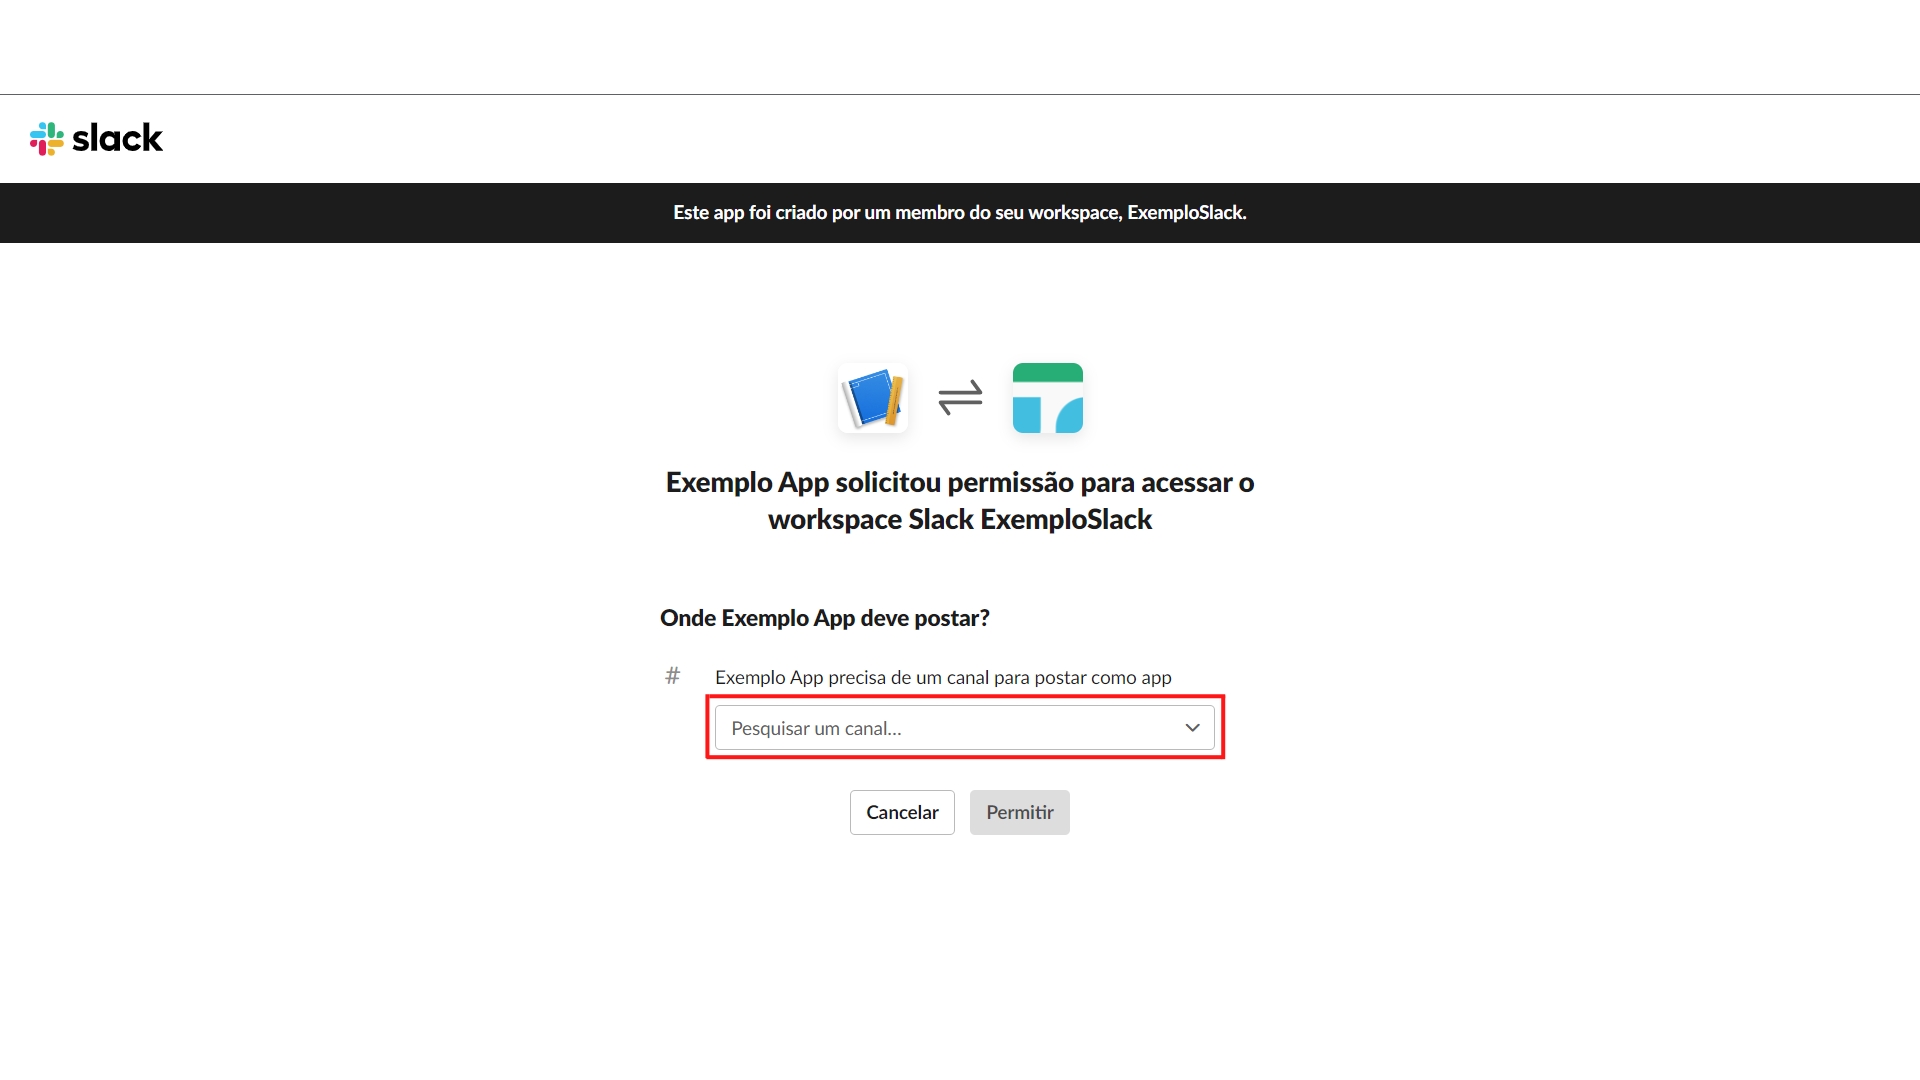 slack
Este app foi criado por um membro do seu workspace, ExemploSlack.
Exemplo App solicitou permissão para acessar o
workspace Slack ExemploSlack
Onde Exemplo App deve postar?
# Exemplo App precisa de um canal para postar como app
Pesquisar um canal...
Cancelar Permitir